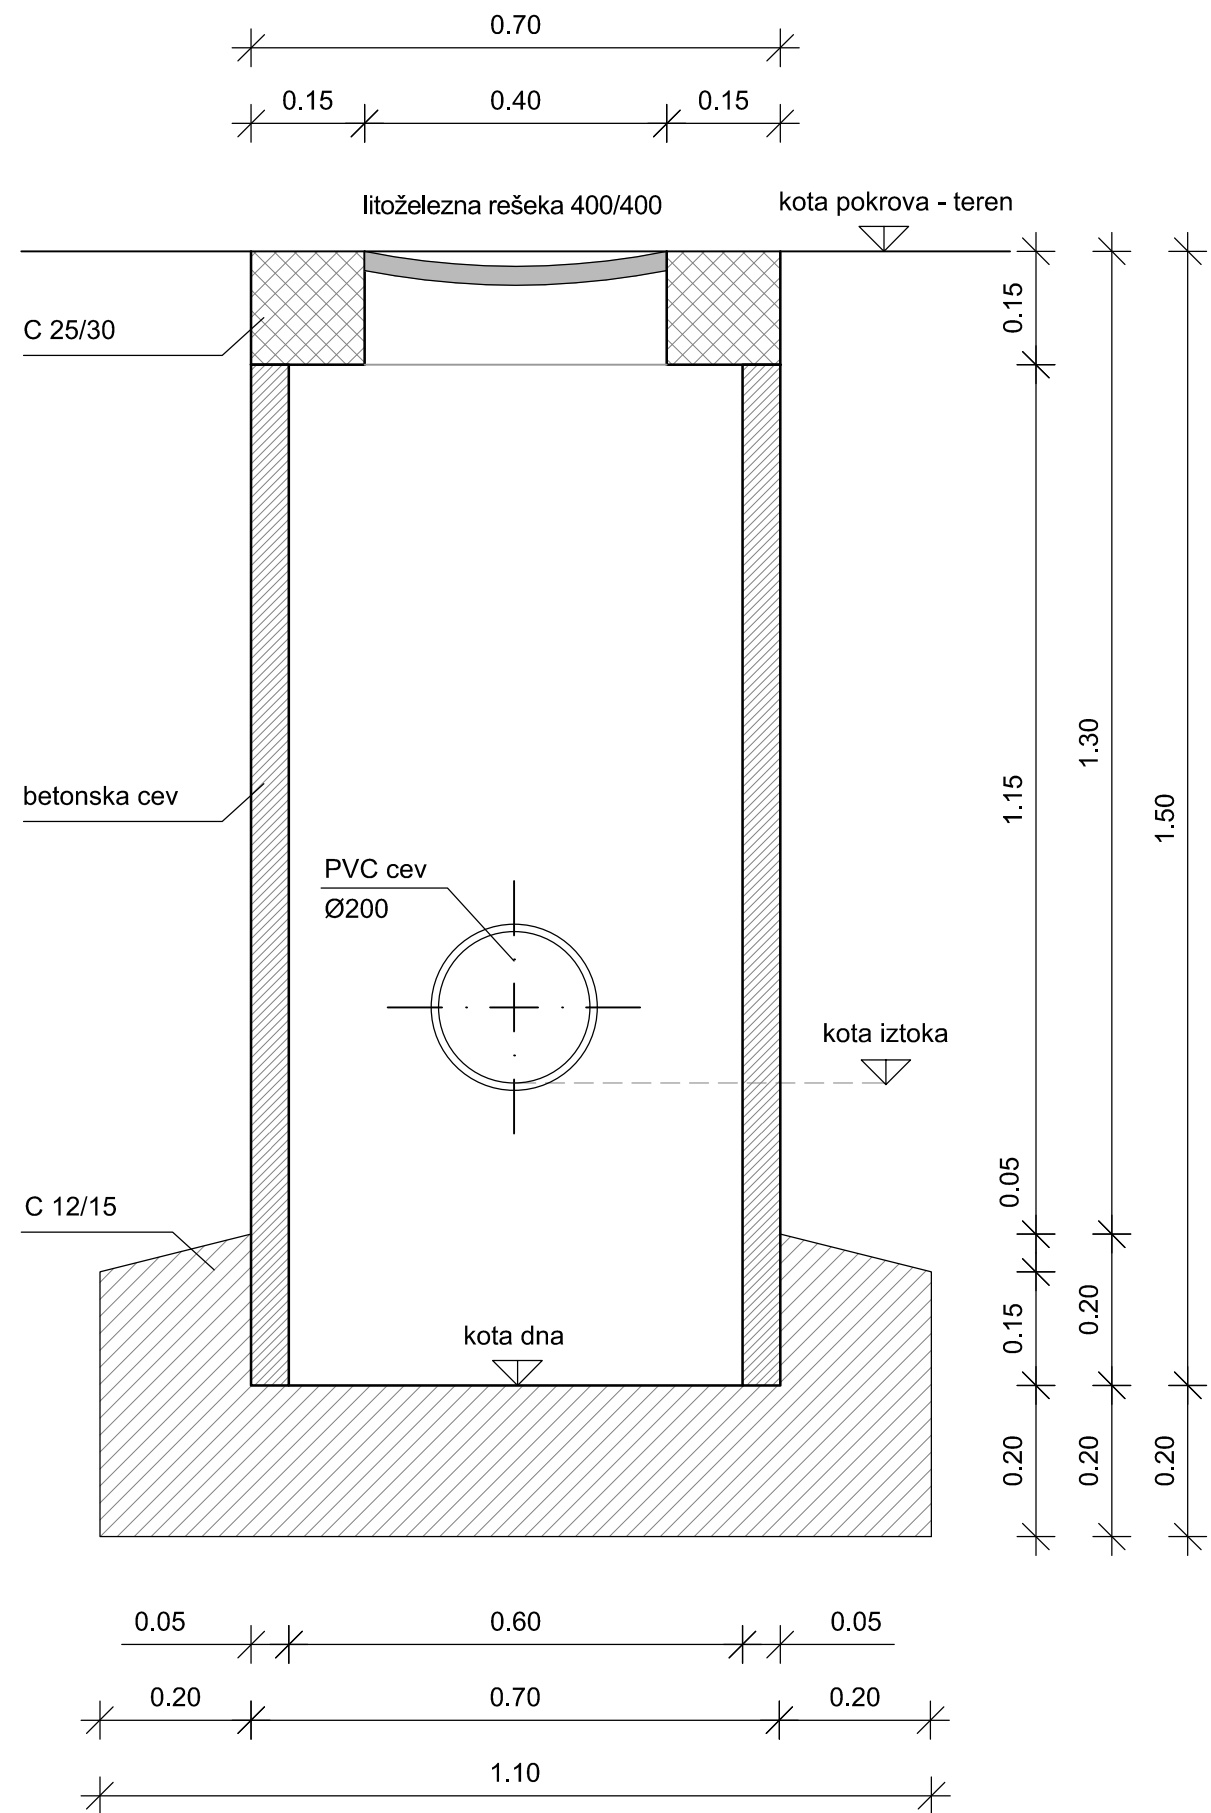 0.70
0.15
0.40
0.15
litoželezna rešeka 400/400
kota pokrova - teren
0.15
C 25/30
1.30
1.15
1.50
betonska cev
PVC cev
Ø200
kota iztoka
0.05
C 12/15
0.20
0.15
kota dna
0.20
0.20
0.20
0.05
0.60
0.05
0.20
0.70
0.20
1.10